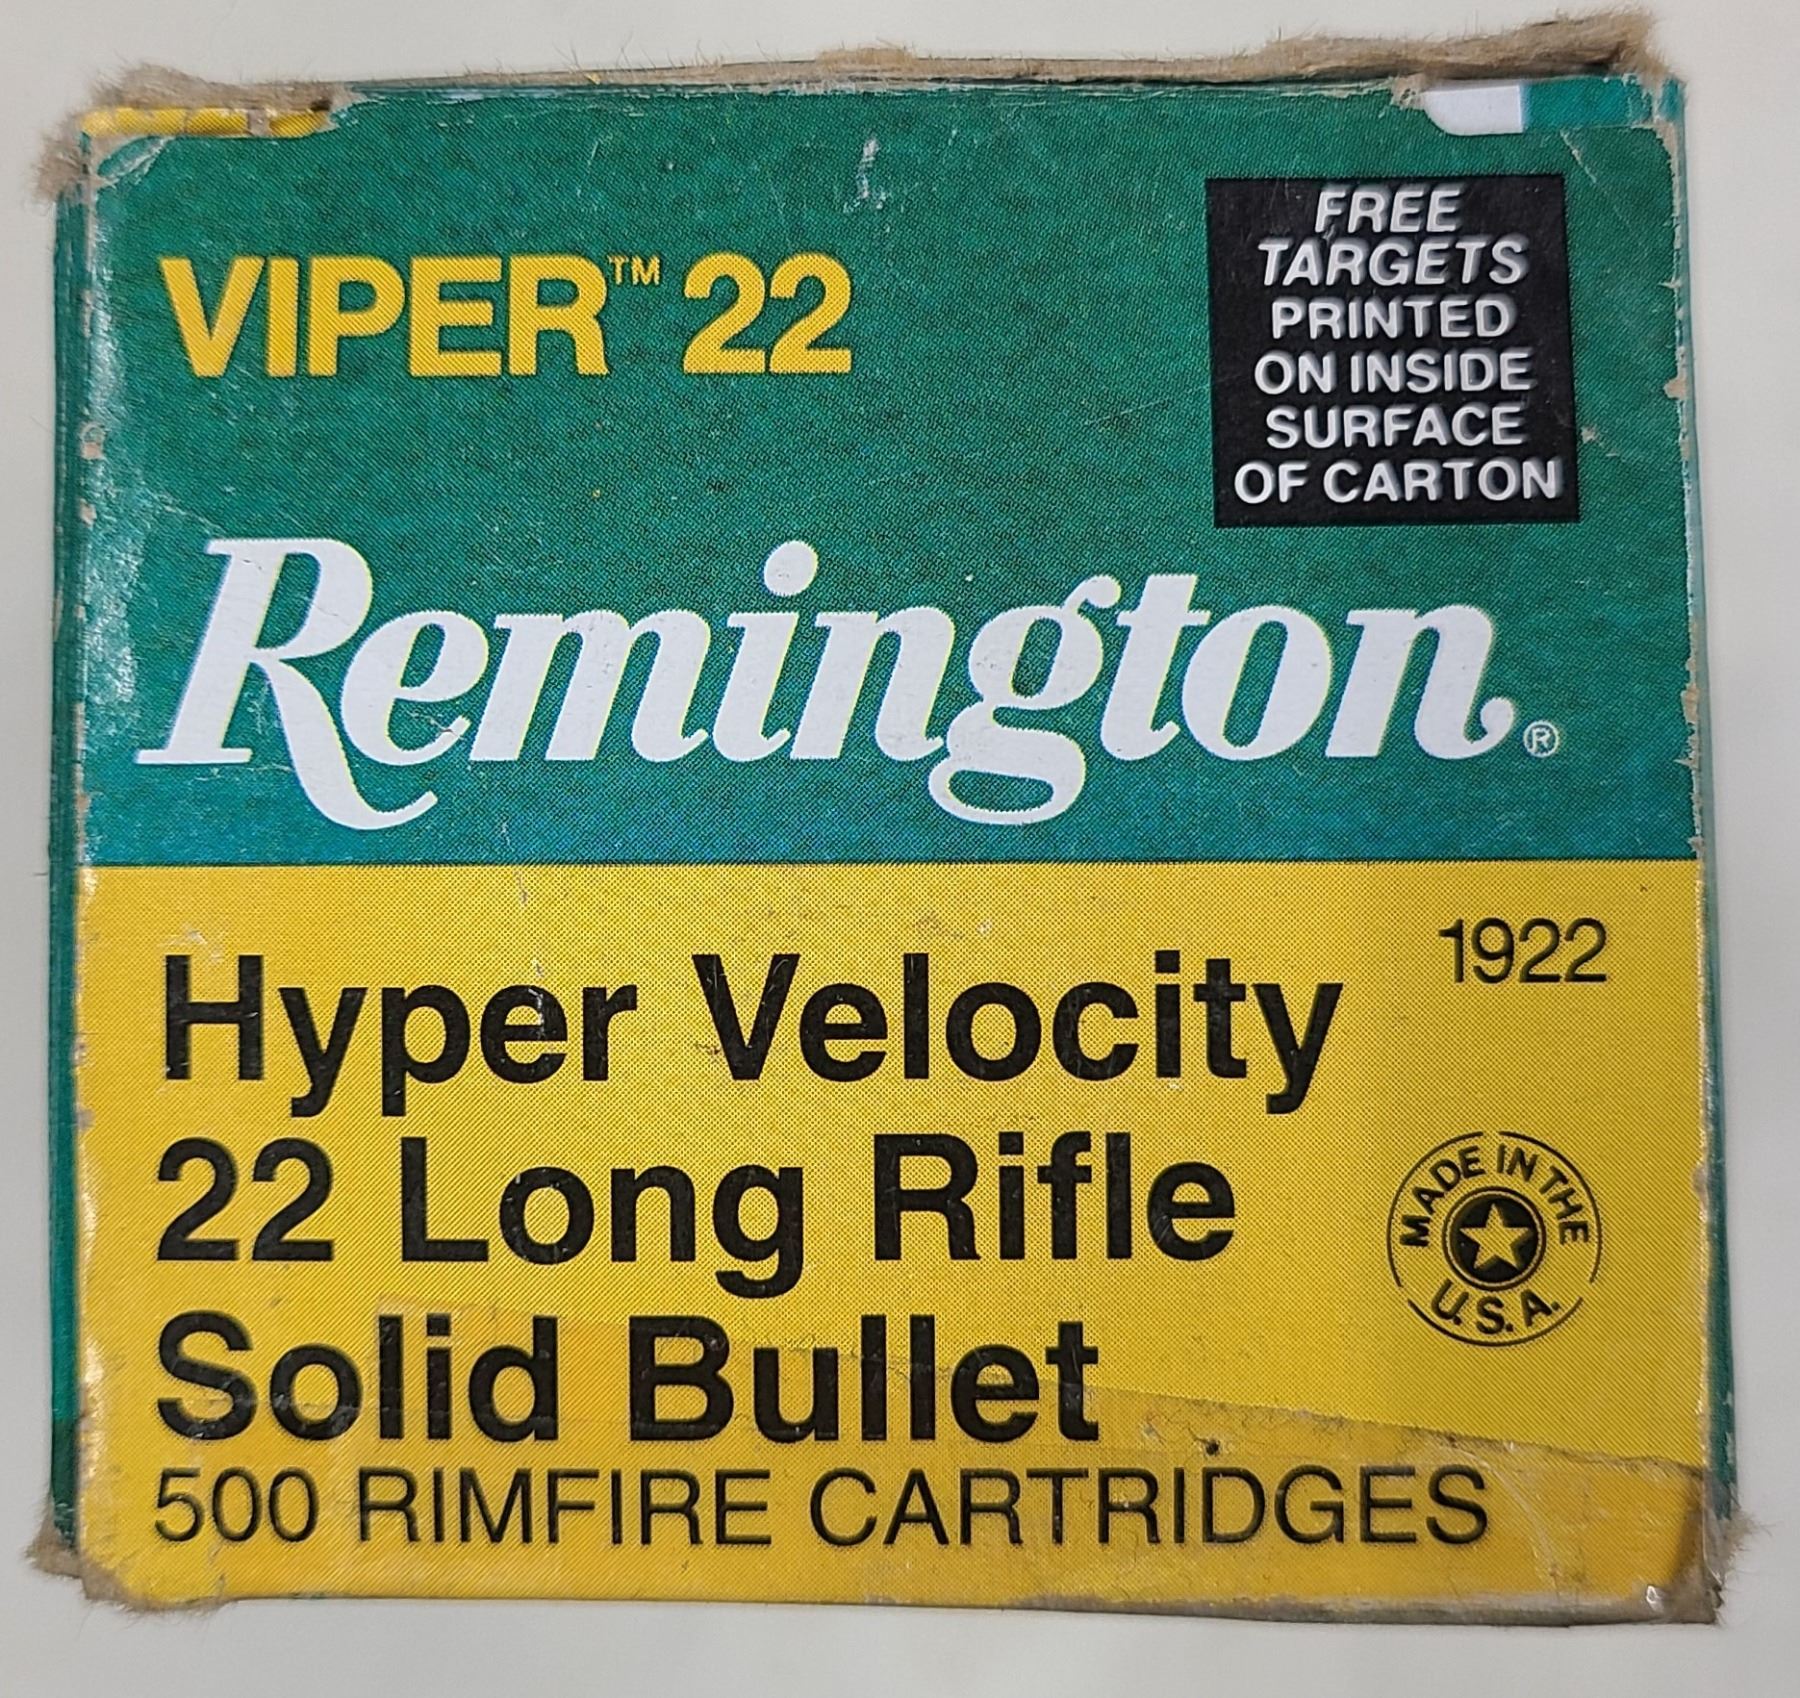 VIPER™ 22
FREE
TARGETS
PRINTED
ON INSIDE
SURFACE
OF CARTON
Remington®
1922
Hyper Velocity
22 Long Rifle
Solid Bullet
500 RIMFIRE CARTRIDGES
MADE IN THE
U.S.A.